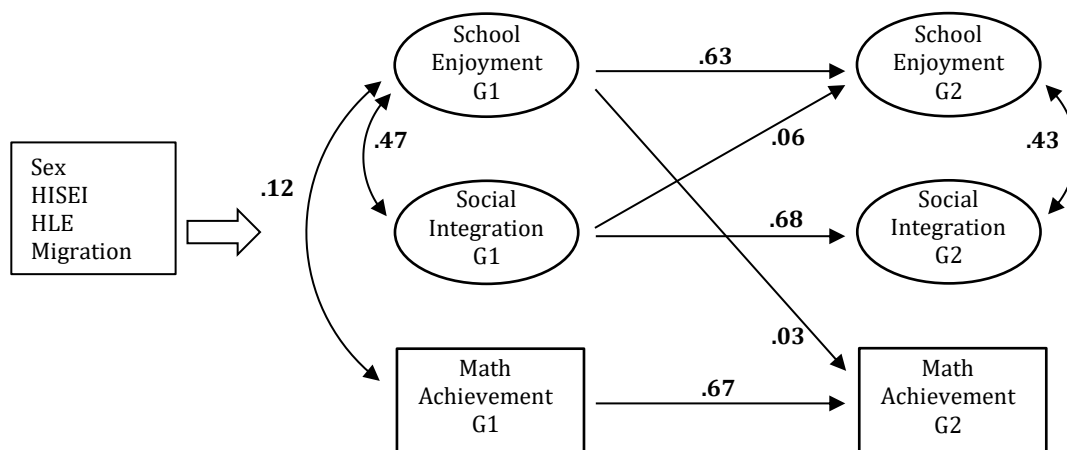 School
Enjoyment
G1
.63
School
Enjoyment
G2
.47
.06
.43
Sex
HISEI
HLE
Migration
.12
Social
Integration
G1
.68
Social
Integration
G2
.03
Math
Achievement
G1
.67
Math
Achievement
G2